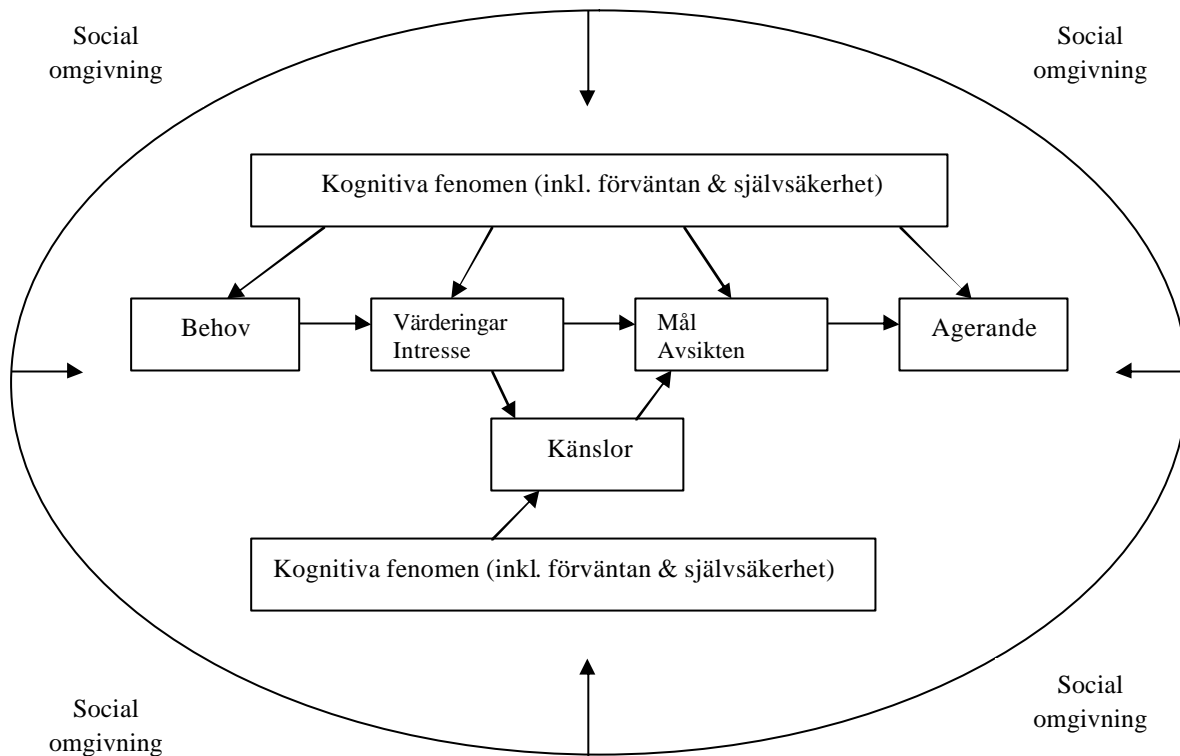 Social
omgivning
Social
omgivning
Kognitiva fenomen (inkl. förväntan & självsäkerhet)
Behov
Värderingar
Intresse
Mål
Avsikten
Agerande
Känslor
Kognitiva fenomen (inkl. förväntan & självsäkerhet)
Social
omgivning
Social
omgivning